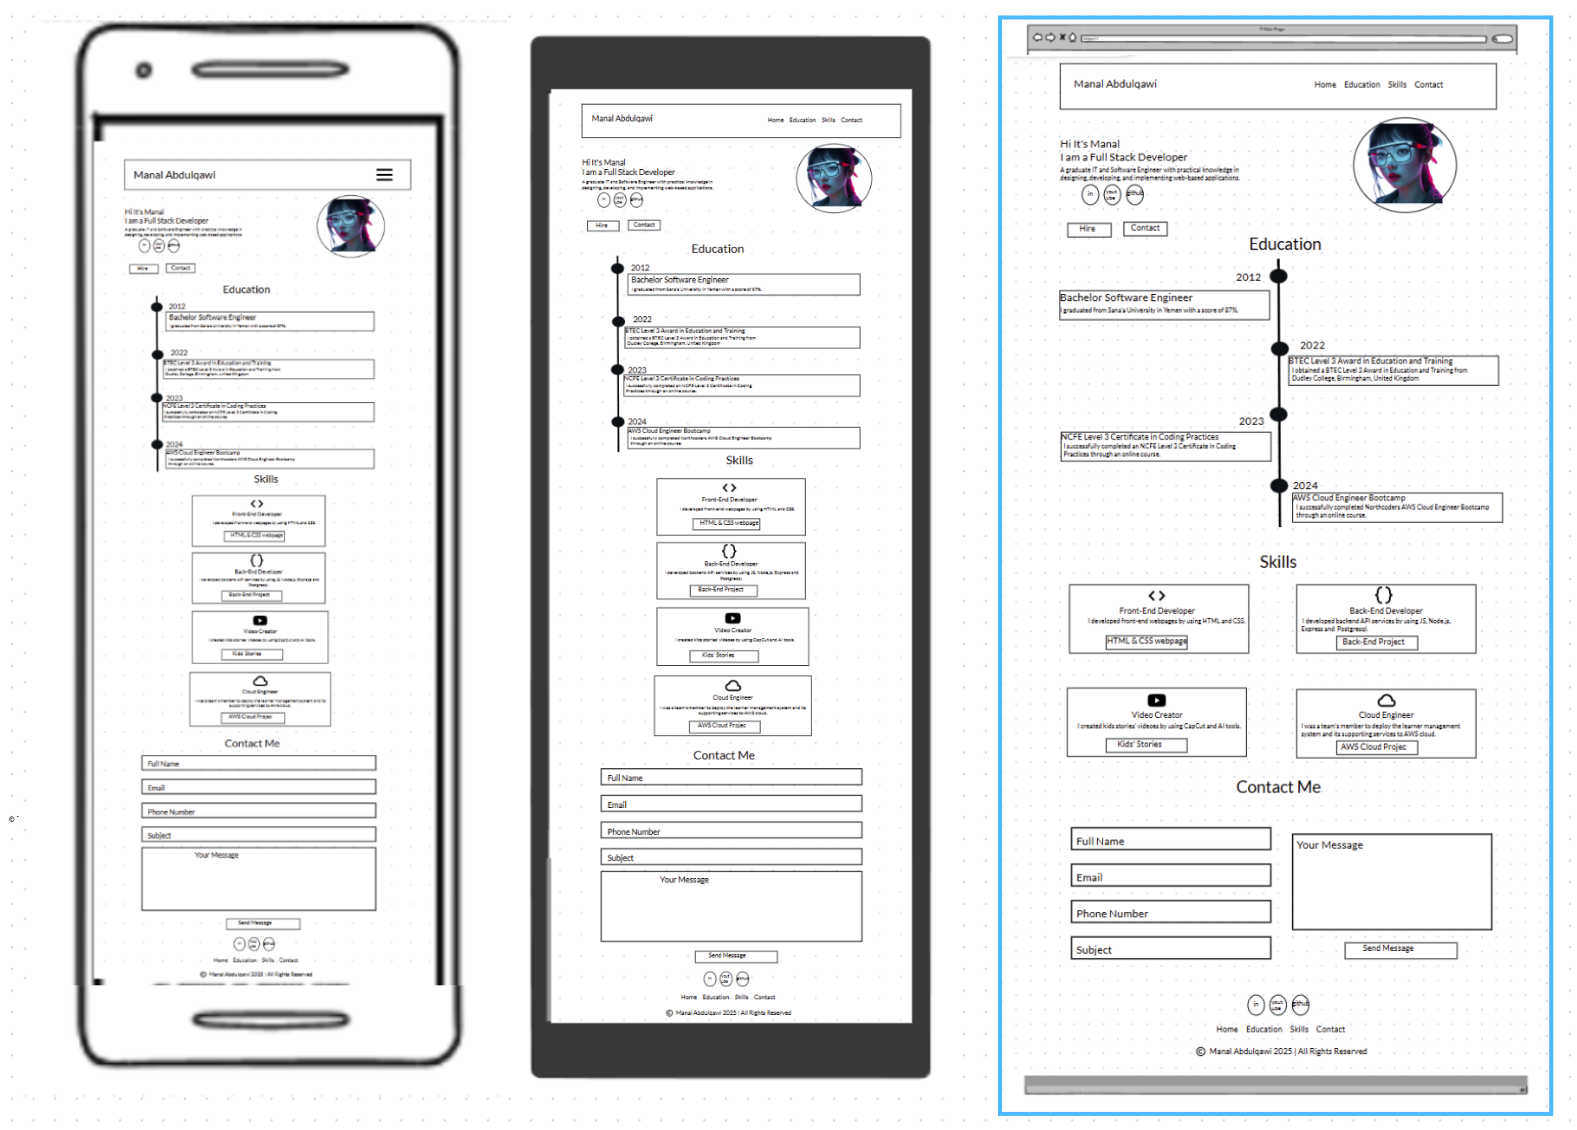 Manal Abdulqawi
Hi It's Manal
I am a Full Stack Developer
A graduate IT and Software Engineer with practical knowledge in
designing, developing, and implementing web-based applications.
in
yout
ube
github
Hire
Contact
Education
2012
Bachelor Software Engineer
I graduated from Sana'a University in Yemen with a score of 87%.
2022
BTEC Level 3 Award in Education and Training
I obtained a BTEC Level 3 Award in Education and Training from
Dudley College, Birmingham, United Kingdom
2023
NCFE Level 3 Certificate in Coding Practices
I successfully completed an NCFE Level 3 Certificate in Coding
Practices through an online course.
2024
AWS Cloud Engineer Bootcamp
I successfully completed Northcoders AWS Cloud Engineer Bootcamp
through an online course.
Skills
Front-End Developer
I developed front-end webpages by using HTML and CSS.
HTML & CSS webpage
Back-End Developer
I developed backend API services by using JS, Node.js, Express and
Postgresql.
Back-End Project
Video Creator
I created kids stories' videoes by using CapCut and AI tools.
Kids' Stories
Cloud Engineer
I was a team's member to deploy the learner management system and its
supporting services to AWS cloud.
AWS Cloud Projec
Contact Me
Full Name
Email
Phone Number
Subject
Your Message
Send Message
in
yout
ube
github
Home Education Skills Contact
© Manal Abdulqawi 2025 | All Rights Reserved
Manal Abdulqawi
Home Education Skills Contact
Hi It's Manal
I am a Full Stack Developer
A graduate IT and Software Engineer with practical knowledge in
designing, developing, and implementing web-based applications.
in
yout
ube
github
Hire
Contact
Education
2012
Bachelor Software Engineer
I graduated from Sana'a University in Yemen with a score of 87%.
2022
BTEC Level 3 Award in Education and Training
I obtained a BTEC Level 3 Award in Education and Training from
Dudley College, Birmingham, United Kingdom
2023
NCFE Level 3 Certificate in Coding Practices
I successfully completed an NCFE Level 3 Certificate in Coding
Practices through an online course.
2024
AWS Cloud Engineer Bootcamp
I successfully completed Northcoders AWS Cloud Engineer Bootcamp
through an online course.
Skills
Front-End Developer
I developed front-end webpages by using HTML and CSS.
HTML & CSS webpage
Back-End Developer
I developed backend API services by using JS, Node.js, Express and
Postgresql.
Back-End Project
Video Creator
I created kids stories' videoes by using CapCut and AI tools.
Kids' Stories
Cloud Engineer
I was a team's member to deploy the learner management system and its
supporting services to AWS cloud.
AWS Cloud Projec
Contact Me
Full Name
Email
Phone Number
Subject
Your Message
Send Message
in
yout
ube
github
Home Education Skills Contact
© Manal Abdulqawi 2025 | All Rights Reserved
Manal Abdulqawi
Home Education Skills Contact
Hi It's Manal
I am a Full Stack Developer
A graduate IT and Software Engineer with practical knowledge in
designing, developing, and implementing web-based applications.
in
yout
ube
github
Hire
Contact
Education
2012
Bachelor Software Engineer
I graduated from Sana'a University in Yemen with a score of 87%.
2022
BTEC Level 3 Award in Education and Training
I obtained a BTEC Level 3 Award in Education and Training from
Dudley College, Birmingham, United Kingdom
2023
NCFE Level 3 Certificate in Coding Practices
I successfully completed an NCFE Level 3 Certificate in Coding
Practices through an online course.
2024
AWS Cloud Engineer Bootcamp
I successfully completed Northcoders AWS Cloud Engineer Bootcamp
through an online course.
Skills
Front-End Developer
I developed front-end webpages by using HTML and CSS.
HTML & CSS webpage
Back-End Developer
I developed backend API services by using JS, Node.js,
Express and Postgresql.
Back-End Project
Video Creator
I created kids stories' videoes by using CapCut and AI tools.
Kids' Stories
Cloud Engineer
I was a team's member to deploy the learner management
system and its supporting services to AWS cloud.
AWS Cloud Projec
Contact Me
Full Name
Email
Phone Number
Subject
Your Message
Send Message
in
yout
ube
github
Home Education Skills Contact
© Manal Abdulqawi 2025 | All Rights Reserved